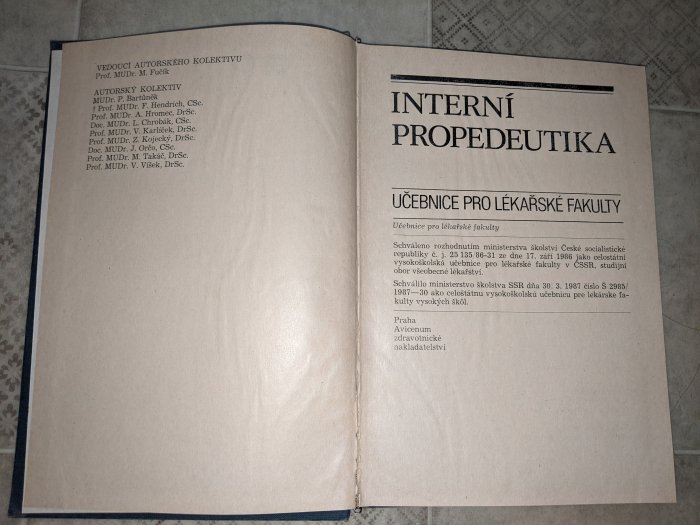 VEDOUCÍ AUTORSKÉHO KOLEKTIVU
Prof. MUDr. M. Fučík
AUTORSKÝ KOLEKTIV
MUDr. P. Bartůněk
† Prof. MUDr. F. Hendrich, CSc.
Prof. MUDr. A. Hromec, DrSc.
Doc. MUDr. L. Chrobák, CSc.
Prof. MUDr. V. Karlíček, DrSc.
Prof. MUDr. Z. Kojecký, DrSc.
Doc. MUDr. J. Orčo, CSc.
Prof. MUDr. M. Takáč, DrSc.
Prof. MUDr. V. Víšek, DrSc.
INTERNÍ
PROPEDEUTIKA
UČEBNICE PRO LÉKAŘSKÉ FAKULTY
Učebnice pro lékařské fakulty
Schváleno rozhodnutím ministerstva školství České socialistické
republiky č. j. 25 135/86-31 ze dne 17. září 1986 jako celostátní
vysokoškolská učebnice pro lékařské fakulty v ČSSR, studijní
obor všeobecné lékařství.
Schválilo ministerstvo školstva SSR dňa 30. 3. 1987 číslo S 2985/
1987—30 ako celoštátnu vysokoškolskú učebnicu pre lekárske fa-
kulty vysokých škôl.
Praha
Avicenum
zdravotnické
nakladatelství